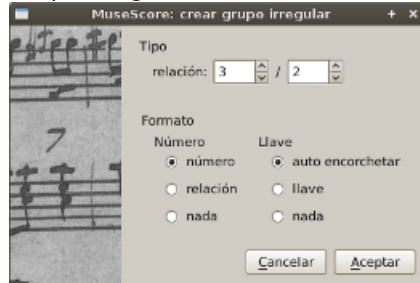 MuseScore: crear grupo irregular
Tipo
relación: 3 / 2
Formato
Número Llave
número auto encorchetar
relación llave
nada nada
Cancelar Aceptar
7